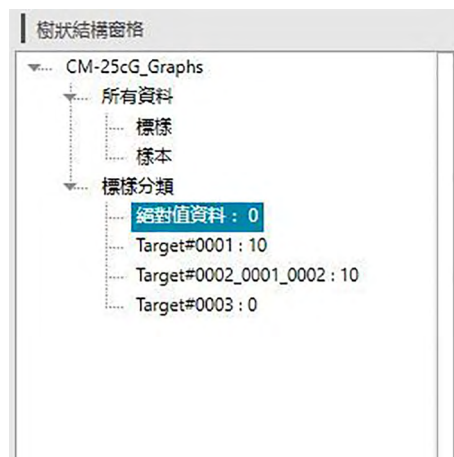 樹狀結構窗格
CM-25cG_Graphs
所有資料
標樣
樣本
標樣分類
絕對值資料： 0
Target#0001 : 10
Target#0002_0001_0002 : 10
Target#0003 : 0